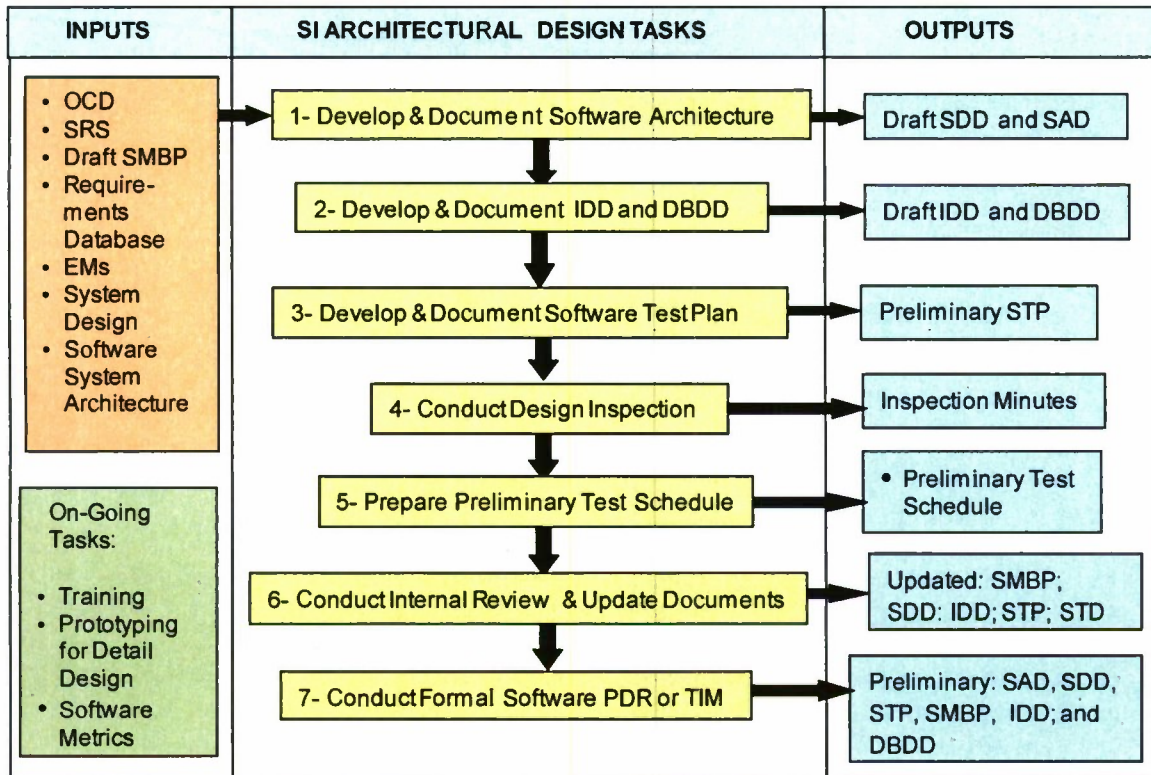 INPUTS
SI ARCHITECTURAL DESIGN TASKS
OUTPUTS
• OCD
• SRS
• Draft SMBP
• Require-
ments
Database
• EMs
• System
Design
• Software
System
Architecture
On-Going
Tasks:
• Training
• Prototyping
for Detail
Design
• Software
Metrics
1- Develop & Document Software Architecture
2- Develop & Document IDD and DBDD
3- Develop & Document Software Test Plan
4- Conduct Design Inspection
5- Prepare Preliminary Test Schedule
6- Conduct Internal Review & Update Documents
7- Conduct Formal Software PDR or TIM
Draft SDD and SAD
Draft IDD and DBDD
Preliminary STP
Inspection Minutes
• Preliminary Test
Schedule
Updated: SMBP;
SDD: IDD; STP; STD
Preliminary: SAD, SDD,
STP, SMBP, IDD; and
DBDD